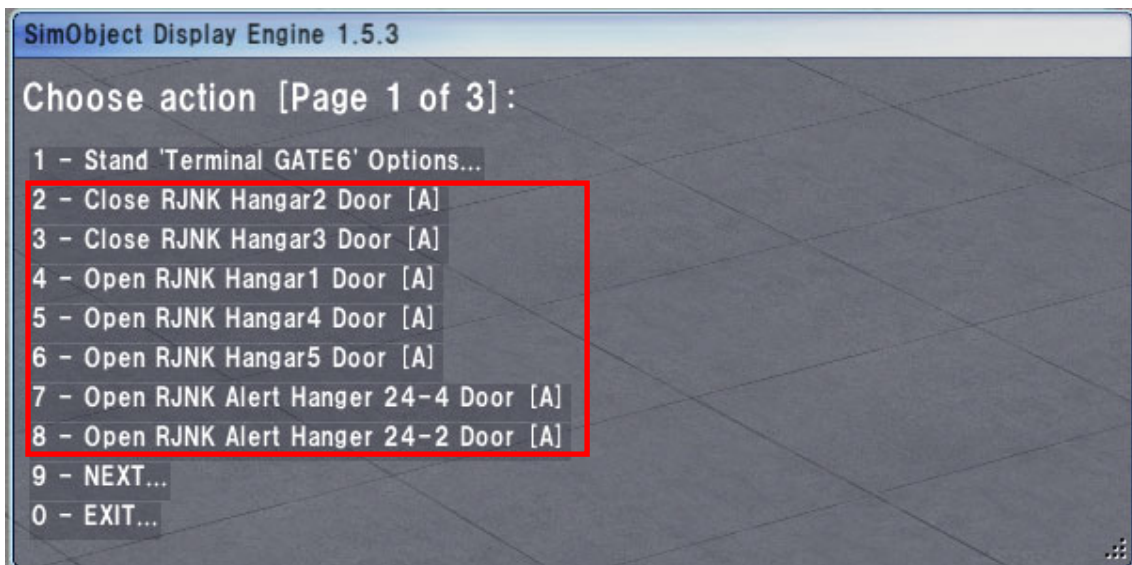 SimObject Display Engine 1.5.3
Choose action [Page 1 of 3]:
1 - Stand 'Terminal GATE6' Options...
2 - Close RJNK Hangar2 Door [A]
3 - Close RJNK Hangar3 Door [A]
4 - Open RJNK Hangar1 Door [A]
5 - Open RJNK Hangar4 Door [A]
6 - Open RJNK Hangar5 Door [A]
7 - Open RJNK Alert Hanger 24-4 Door [A]
8 - Open RJNK Alert Hanger 24-2 Door [A]
9 - NEXT...
0 - EXIT...